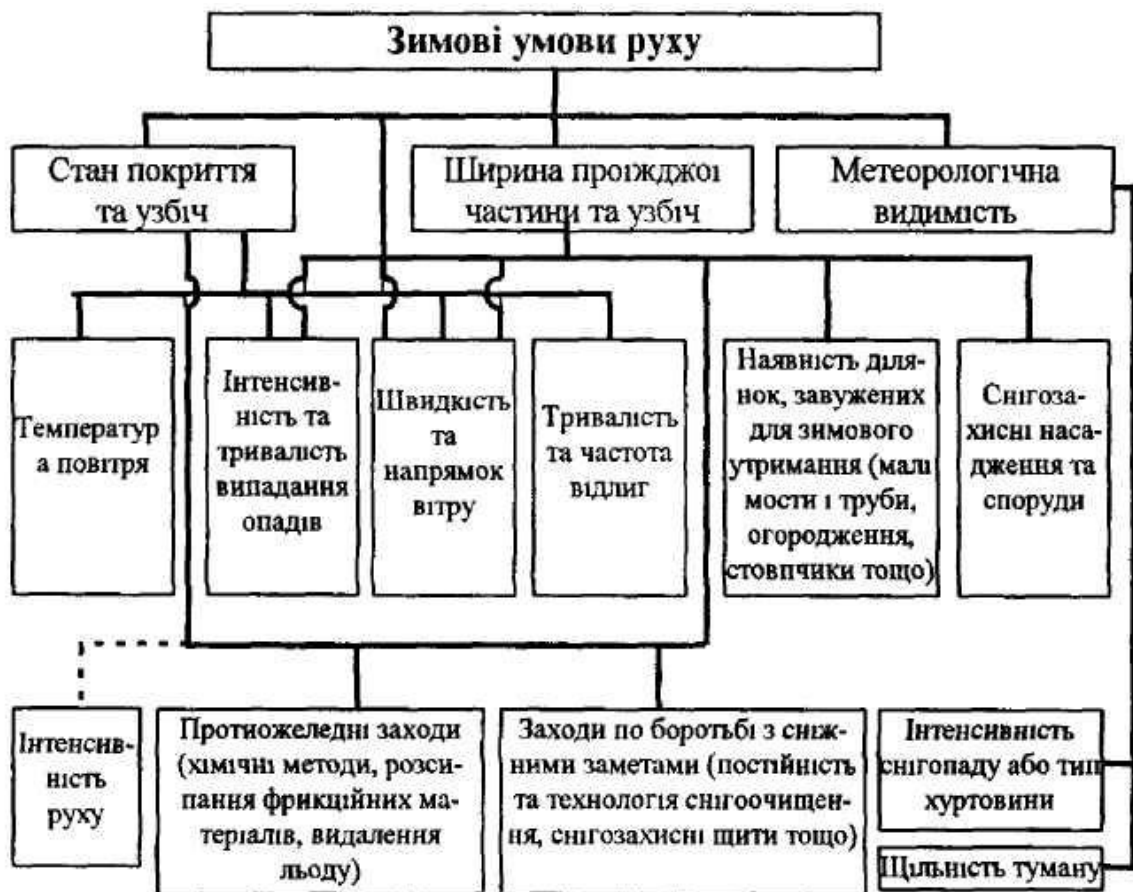 Зимові умови руху
Стан покриття
та узбіч
Ширина проїжджої
частини та узбіч
Метеорологічна
видимість
Температур
а повітря
Інтенсив-
ність та
тривалість
випадання
опадів
Швидкість
та
напрямок
вітру
Тривалість
та частота
відлиг
Наявність діля-
нок, завужених
для зимового
утримання (малі
мости і труби,
огородження,
стовпчики тощо)
Снігоза-
хисні наса-
дження та
споруди
Інтенсив-
ність
руху
Протиожеледні заходи
(хімічні методи, розси-
пання фрикційних ма-
теріалів, видалення
льоду)
Заходи по боротьбі з сніж-
ними заметами (постійність
та технологія снігоочищен-
ня, снігозахисні щити тощо)
Інтенсивність
снігопаду або тип
хуртовини
Щільність туману